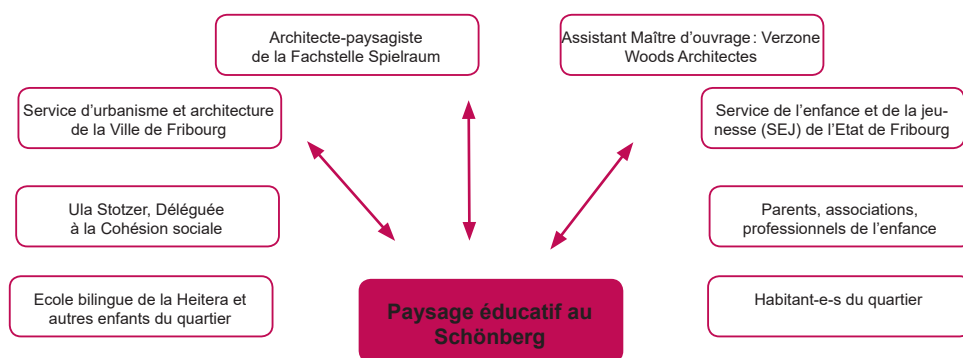 Architecte-paysagiste
de la Fachstelle Spielraum
Assistant Maître d’ouvrage : Verzone
Woods Architectes
Service d’urbanisme et architecture
de la Ville de Fribourg
Service de l’enfance et de la jeu-
nesse (SEJ) de l’Etat de Fribourg
Ula Stotzer, Déléguée
à la Cohésion sociale
Parents, associations,
professionnels de l’enfance
Ecole bilingue de la Heitera et
autres enfants du quartier
Paysage éducatif au
Schönberg
Habitant-e-s du quartier